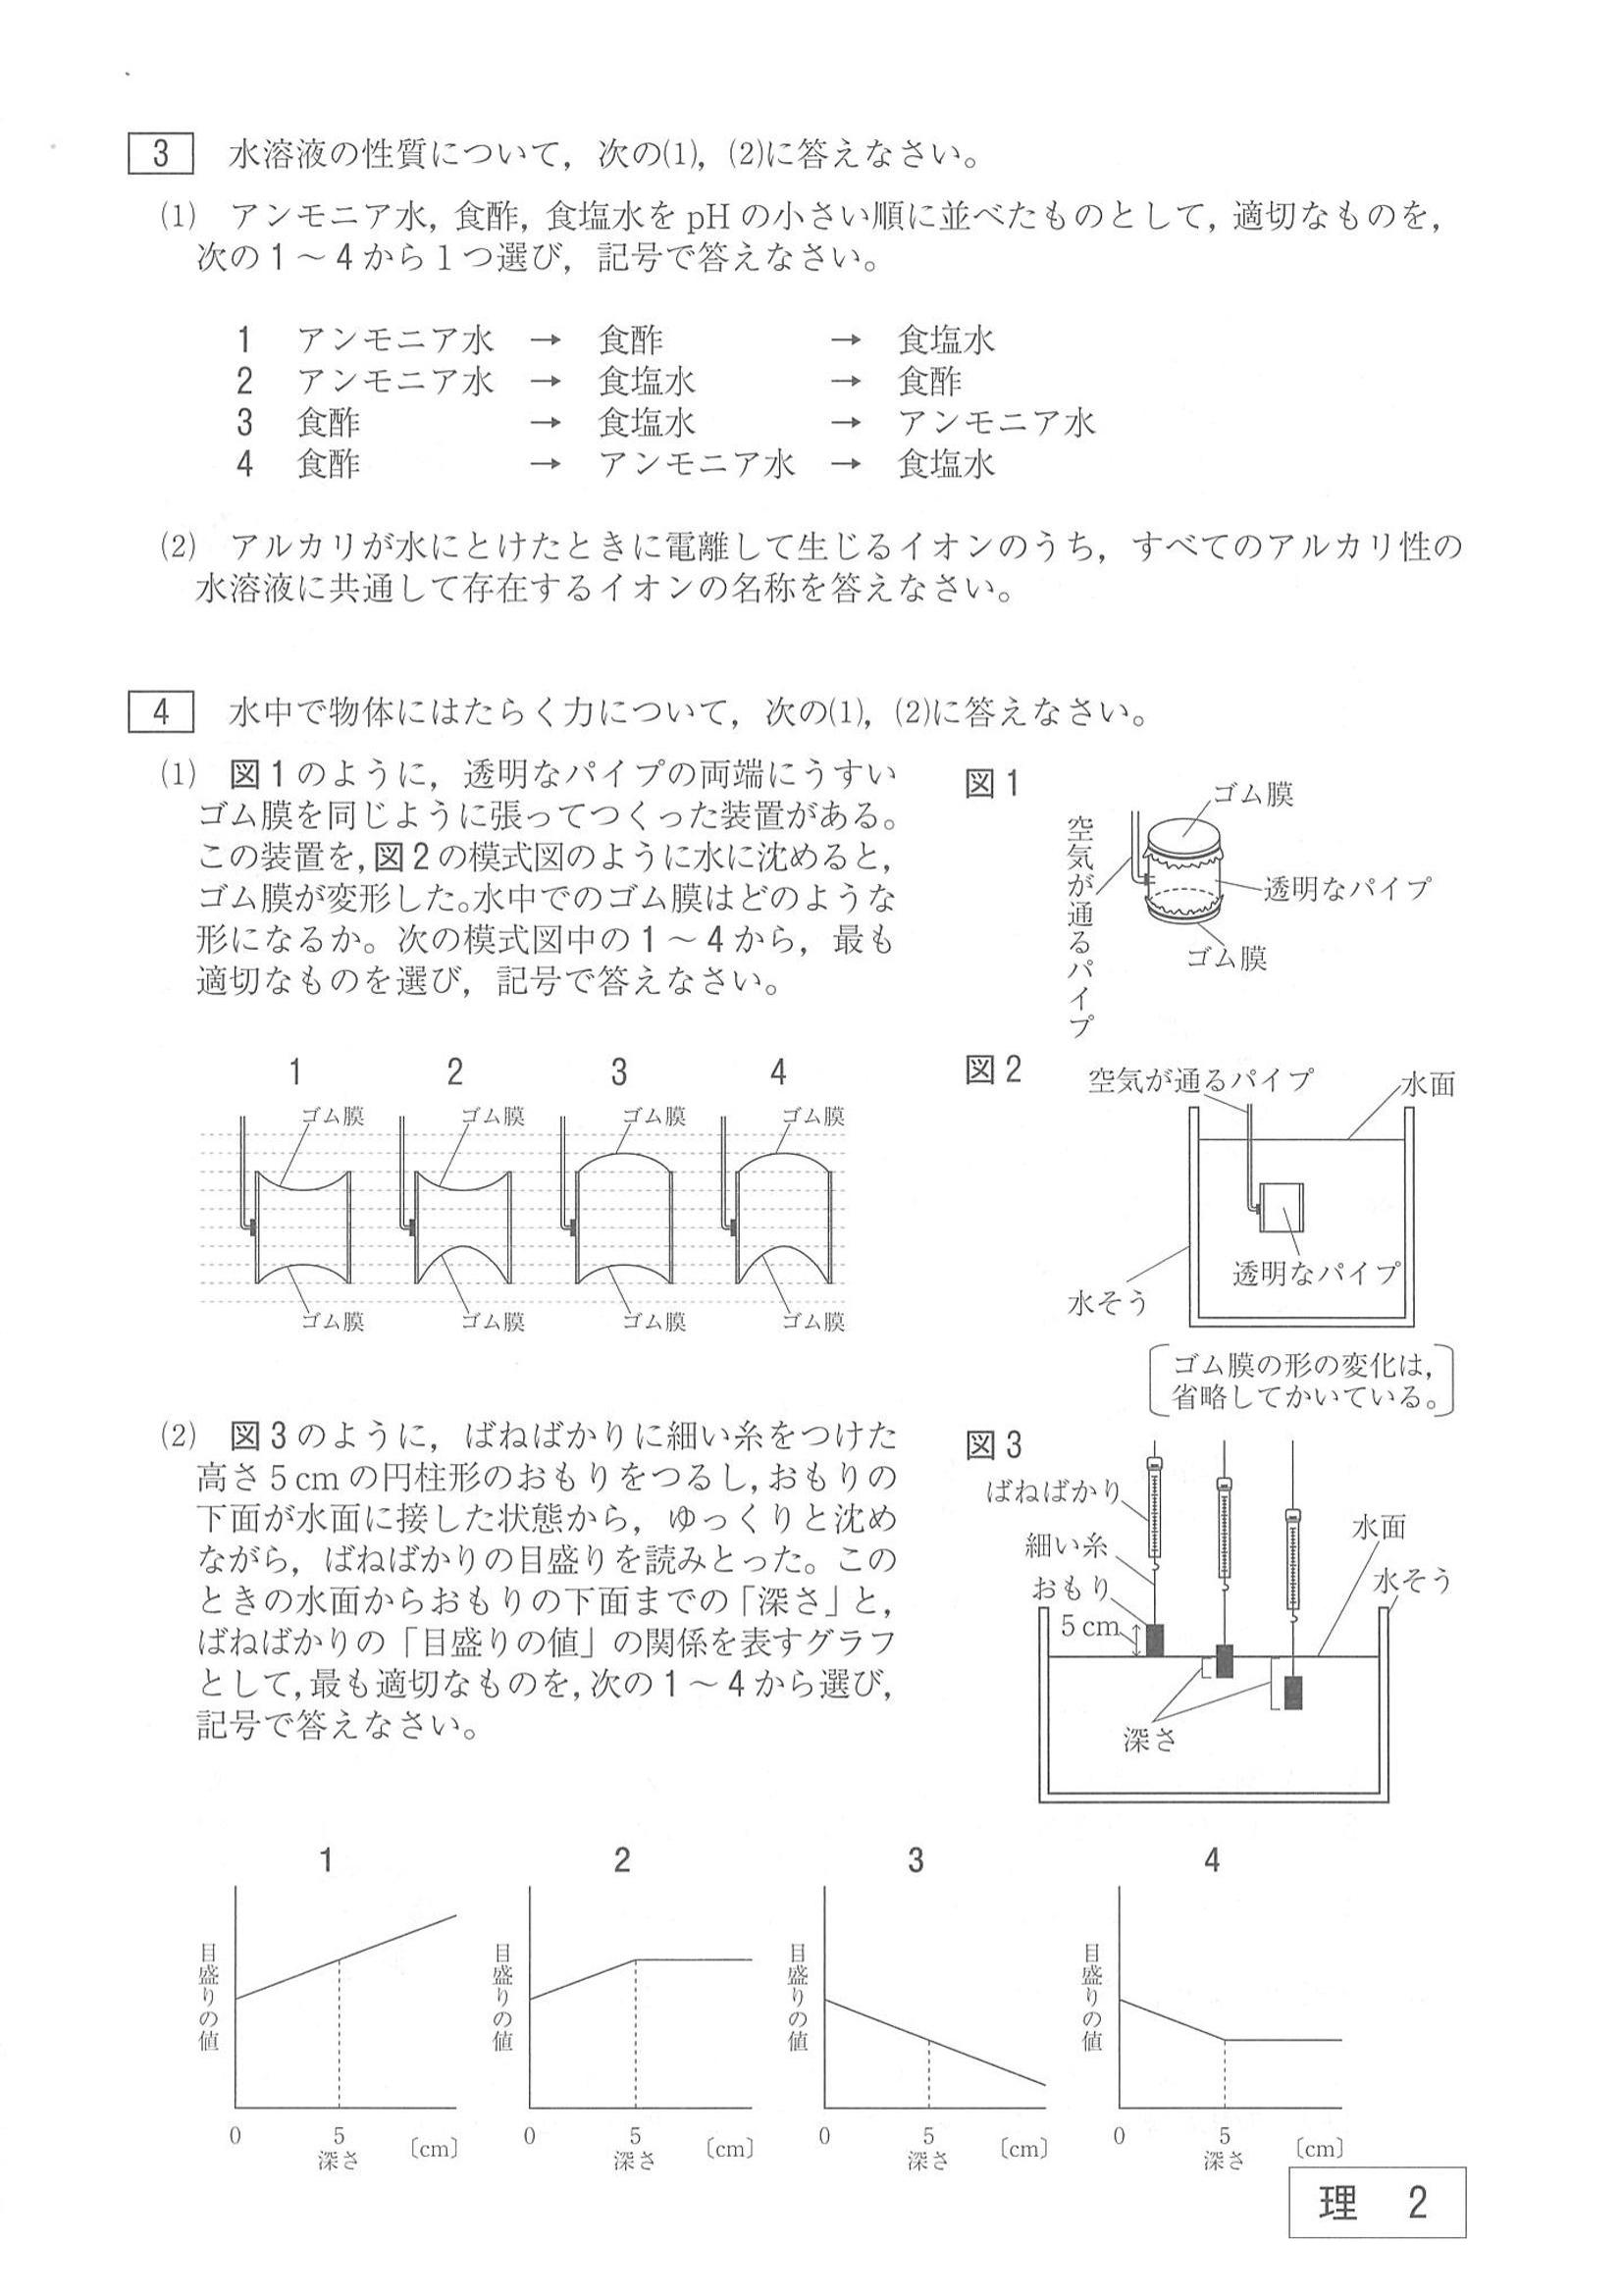 3 水溶液の性質について，次の(1)，(2)に答えなさい。
(1) アンモニア水，食酢，食塩水を pH の小さい順に並べたものとして，適切なものを，
次の 1 ～ 4 から 1 つ選び，記号で答えなさい。
1 アンモニア水 → 食酢 → 食塩水
2 アンモニア水 → 食塩水 → 食酢
3 食酢 → 食塩水 → アンモニア水
4 食酢 → アンモニア水 → 食塩水
(2) アルカリが水にとけたときに電離して生じるイオンのうち，すべてのアルカリ性の
水溶液に共通して存在するイオンの名称を答えなさい。
4 水中で物体にはたらく力について，次の(1)，(2)に答えなさい。
(1) 図1のように，透明なパイプの両端にうすい
ゴム膜を同じように張ってつくった装置がある。
この装置を，図2の模式図のように水に沈めると，
ゴム膜が変形した。水中でのゴム膜はどのような
形になるか。次の模式図中の 1 ～ 4 から，最も
適切なものを選び，記号で答えなさい。
図1
ゴム膜
空気が通るパイプ
透明なパイプ
ゴム膜
1 2 3 4
ゴム膜 ゴム膜 ゴム膜 ゴム膜
ゴム膜 ゴム膜 ゴム膜 ゴム膜
図2
空気が通るパイプ
水面
透明なパイプ
水そう
ゴム膜の形の変化は，
省略してかいている。
(2) 図3のように，ばねばかりに細い糸をつけた
高さ 5 cm の円柱形のおもりをつるし，おもりの
下面が水面に接した状態から，ゆっくりと沈め
ながら，ばねばかりの目盛りを読みとった。この
ときの水面からおもりの下面までの「深さ」と，
ばねばかりの「目盛りの値」の関係を表すグラフ
として，最も適切なものを，次の 1 ～ 4 から選び，
記号で答えなさい。
図3
ばねばかり
細い糸
おもり
5 cm
水面
水そう
深さ
1 2 3 4
目盛りの値 目盛りの値 目盛りの値 目盛りの値
0 5 〔cm〕 0 5 〔cm〕 0 5 〔cm〕 0 5 〔cm〕
深さ 深さ 深さ 深さ
理 2